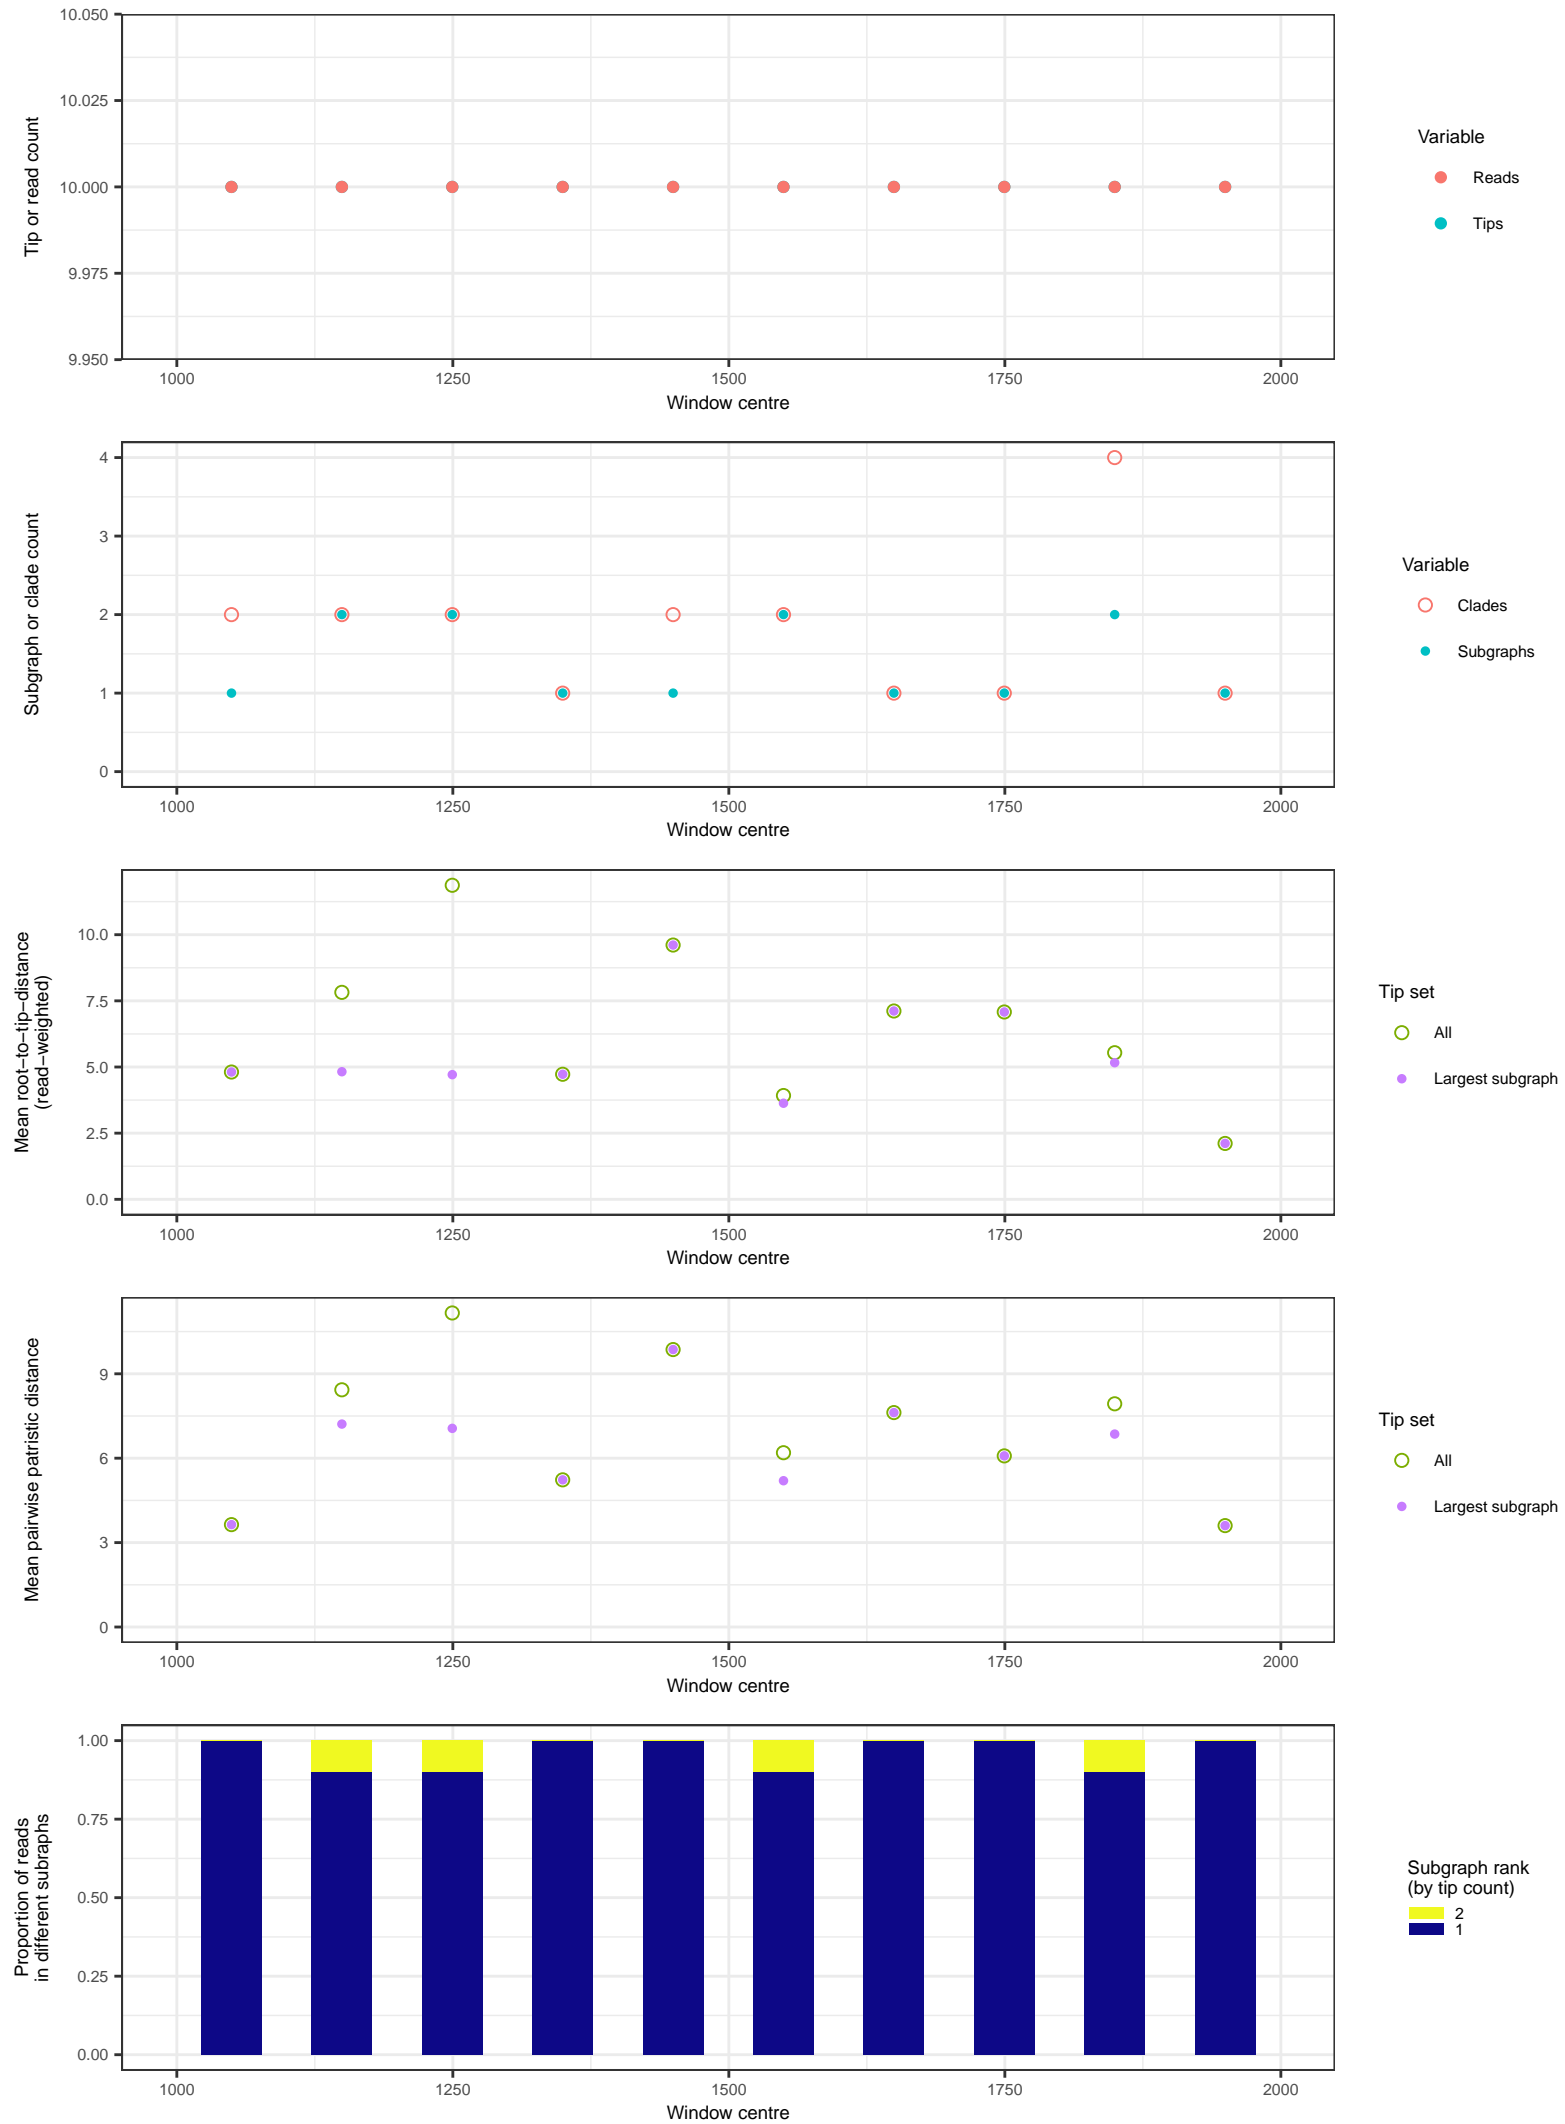 10.050
10.025
10.000
9.975
9.950
Tip or read count
1000 1250 1500 1750 2000
Window centre
Variable
Reads
Tips
4
3
2
1
0
Subgraph or clade count
1000 1250 1500 1750 2000
Window centre
Variable
Clades
Subgraphs
10.0
7.5
5.0
2.5
0.0
Mean root−to−tip−distance
(read−weighted)
1000 1250 1500 1750 2000
Window centre
Tip set
All
Largest subgraph
9
6
3
0
Mean pairwise patristic distance
1000 1250 1500 1750 2000
Window centre
Tip set
All
Largest subgraph
1.00
0.75
0.50
0.25
0.00
Proportion of reads
in different subraphs
1000 1250 1500 1750 2000
Window centre
Subgraph rank
(by tip count)
2
1